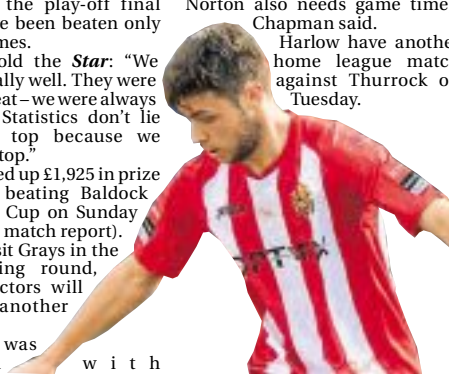 the play-off final
been beaten only
old the Star: "We
ally well. They were
eat – we were always
Statistics don't lie
top because we
top."
ed up £1,925 in prize
beating Baldock
Cup on Sunday
match report).
sit Grays in the
ing round,
ctors will
another
was
with
Norton also needs game time
Chapman said.
Harlow have anothe
home league matc
against Thurrock o
Tuesday.